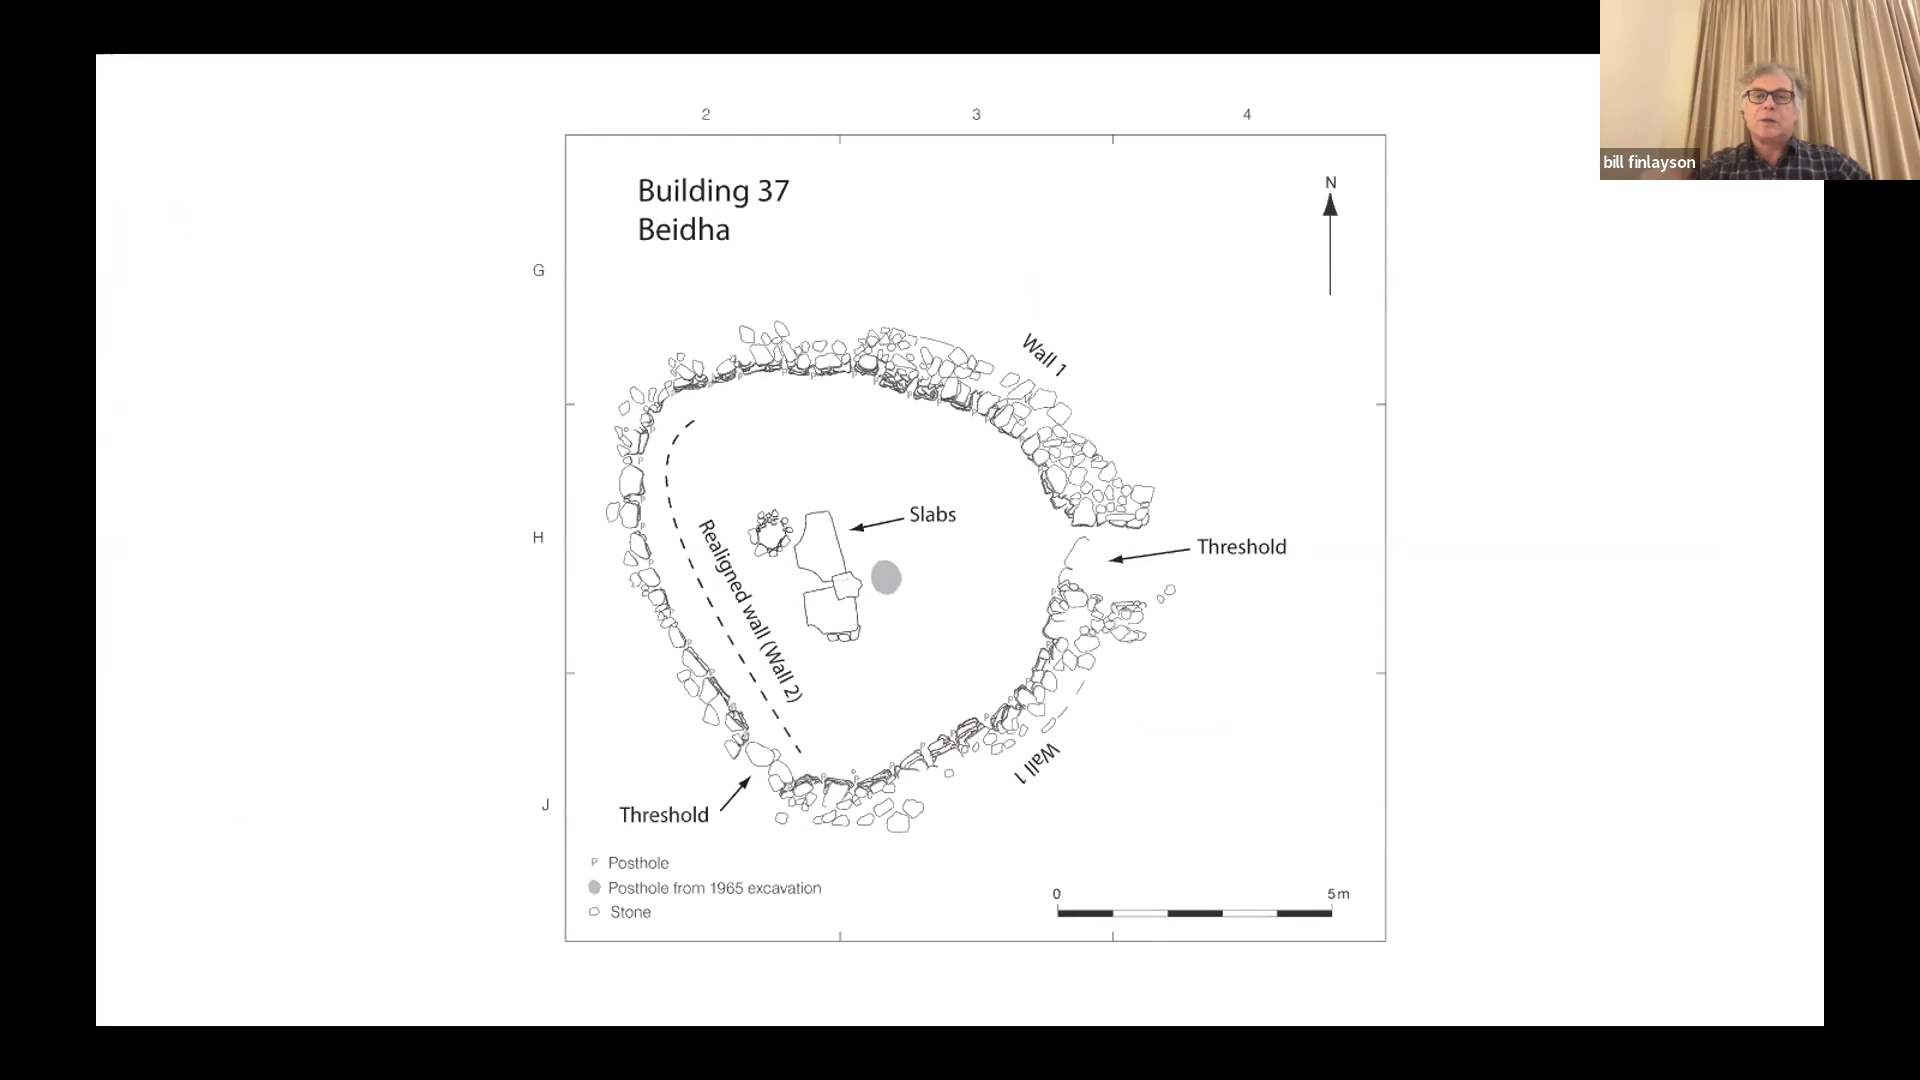 bill finlayson
2
3
4
Building 37
Beidha
N
G
Wall 1
Slabs
H
Threshold
Realigned wall (Wall 2)
Wall 1
J
Threshold
P Posthole
Posthole from 1965 excavation
Stone
0
5m